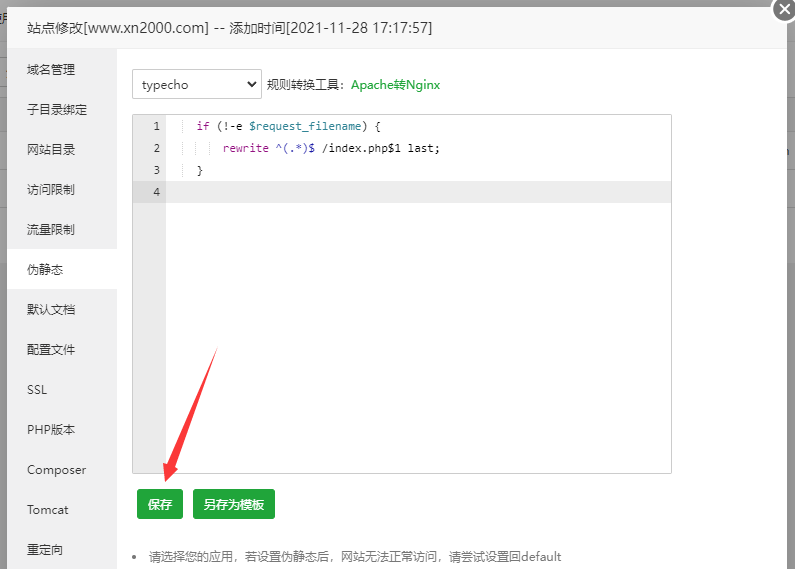 站点修改[www.xn2000.com] -- 添加时间[2021-11-28 17:17:57]
域名管理
子目录绑定
网站目录
访问限制
流量限制
伪静态
默认文档
配置文件
SSL
PHP版本
Composer
Tomcat
重定向
typecho 规则转换工具：Apache转Nginx
1 if (!-e $request_filename) {
2 rewrite ^(.*)$ /index.php$1 last;
3 }
4
保存 另存为模板
• 请选择您的应用，若设置伪静态后，网站无法正常访问，请尝试设置回default